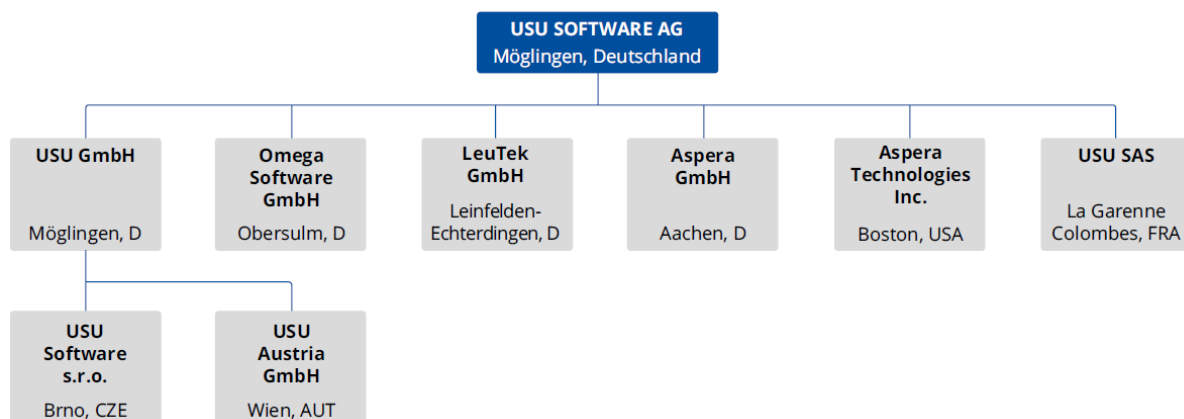 USU SOFTWARE AG
Möglingen, Deutschland
USU GmbH
Möglingen, D
Omega
Software
GmbH
Obersulm, D
LeuTek
GmbH
Leinfelden-
Echterdingen, D
Aspera
GmbH
Aachen, D
Aspera
Technologies
Inc.
Boston, USA
USU SAS
La Garenne
Colombes, FRA
USU
Software
s.r.o.
Brno, CZE
USU
Austria
GmbH
Wien, AUT